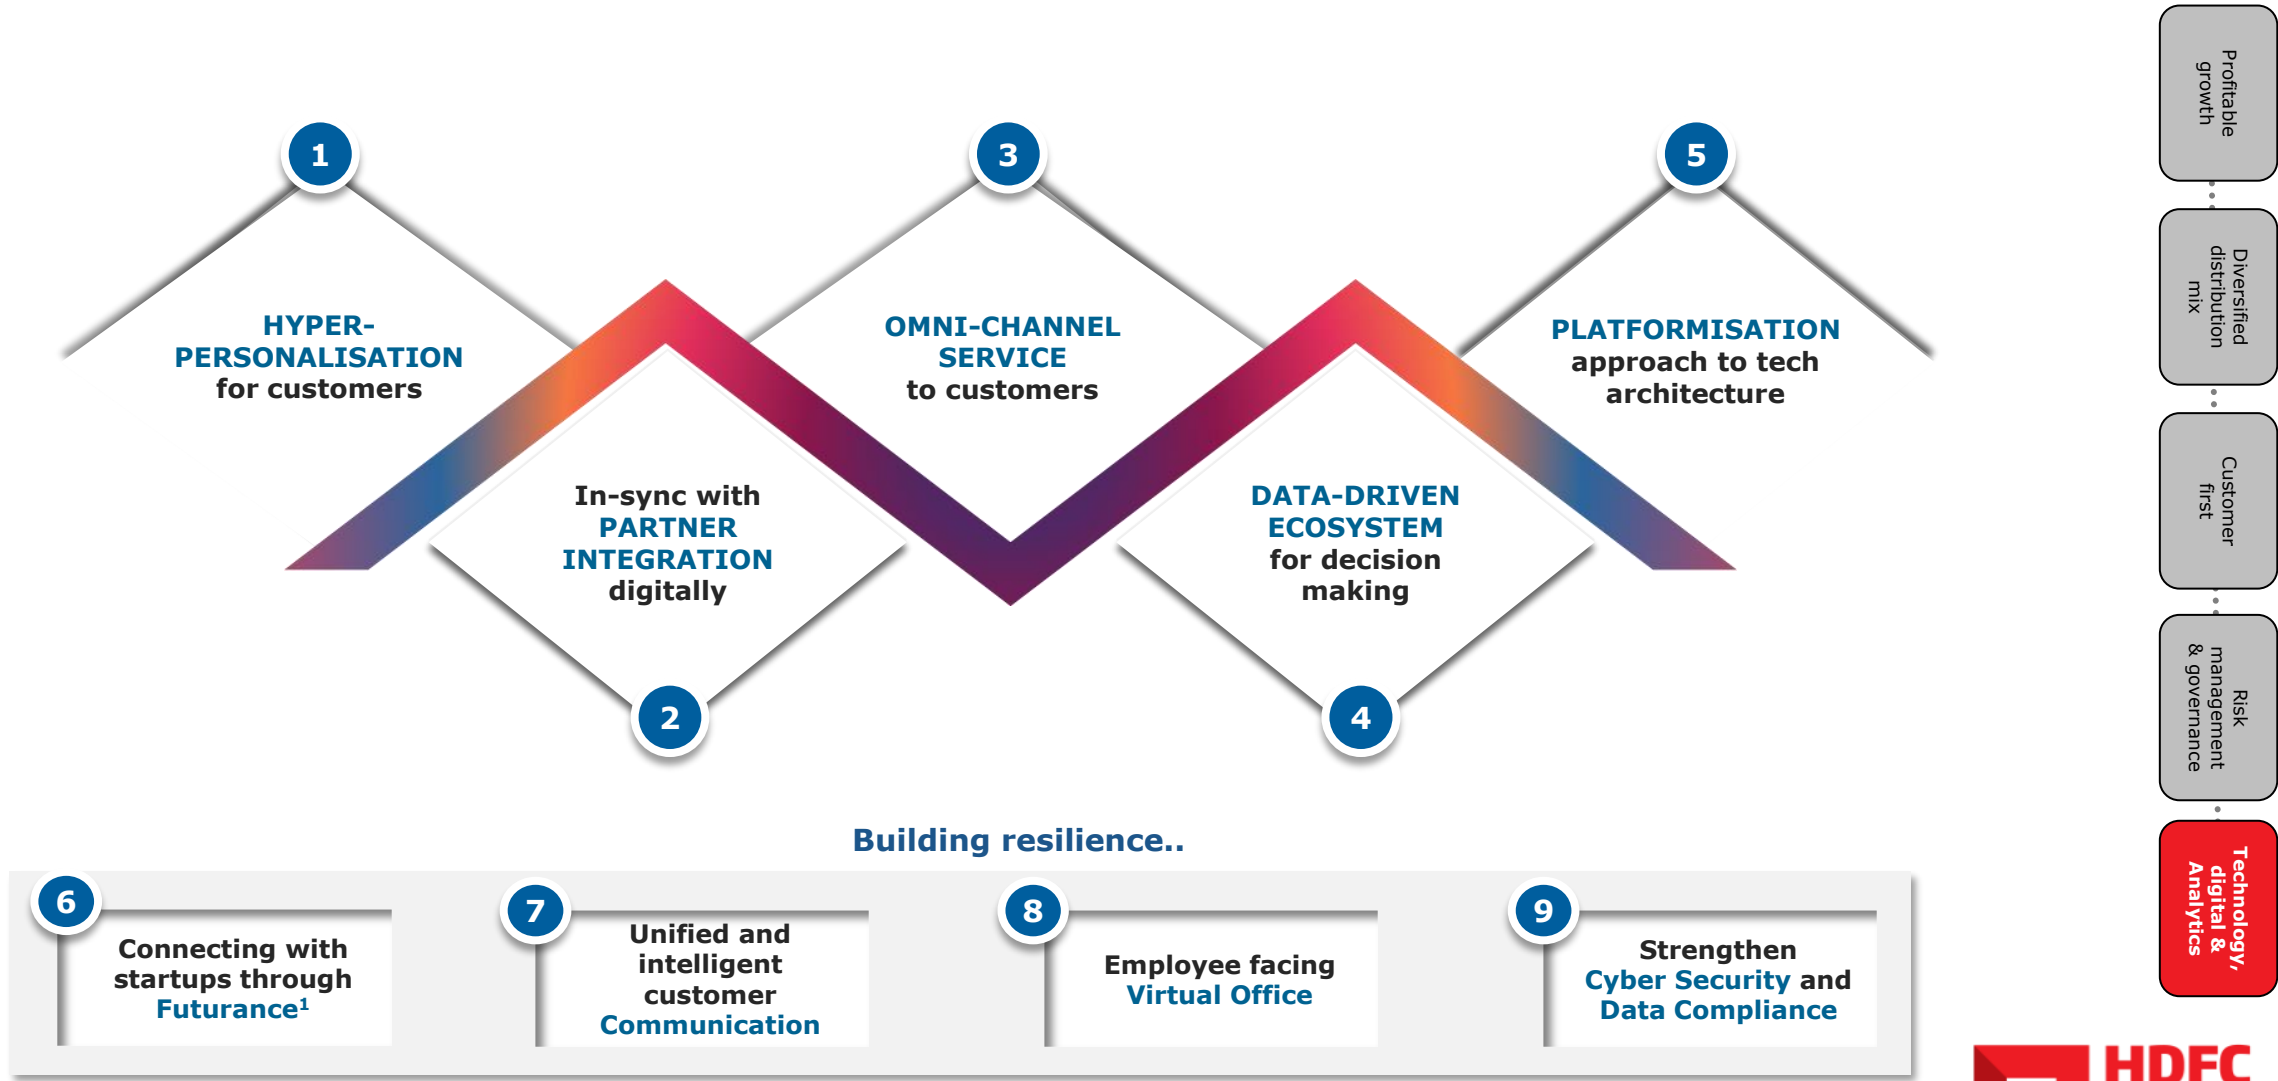 1
HYPER-
PERSONALISATION
for customers
2
In-sync with
PARTNER
INTEGRATION
digitally
3
OMNI-CHANNEL
SERVICE
to customers
4
DATA-DRIVEN
ECOSYSTEM
for decision
making
5
PLATFORMISATION
approach to tech
architecture
Building resilience..
6
Connecting with
startups through
Futurance¹
7
Unified and
intelligent
customer
Communication
8
Employee facing
Virtual Office
9
Strengthen
Cyber Security and
Data Compliance
Profitable
growth
Diversified
distribution
mix
Customer
first
Risk
management
& governance
Technology,
digital &
Analytics
HDFC